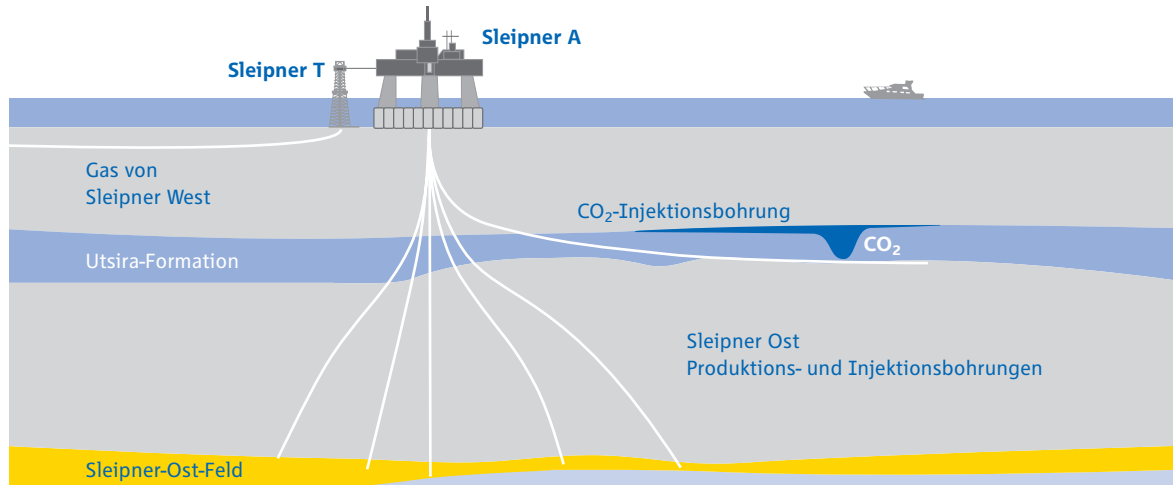 Sleipner A
Sleipner T
Gas von
Sleipner West
CO₂-Injektionsbohrung
CO₂
Utsira-Formation
Sleipner Ost
Produktions- und Injektionsbohrungen
Sleipner-Ost-Feld